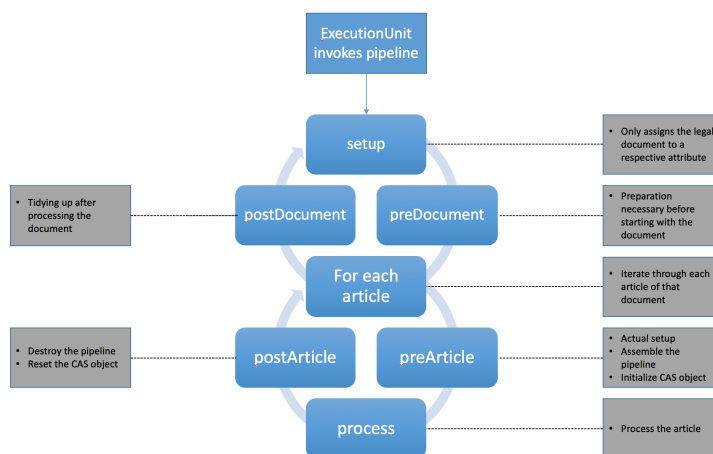 ExecutionUnit
invokes pipeline
setup
• Only assigns the legal
document to a
respective attribute
• Tidying up after
processing the
document
postDocument
preDocument
• Preparation
necessary before
starting with the
document
For each
article
• Iterate through each
article of that
document
• Destroy the pipeline
• Reset the CAS object
postArticle
preArticle
• Actual setup
• Assemble the
pipeline
• Initialize CAS object
process
• Process the article